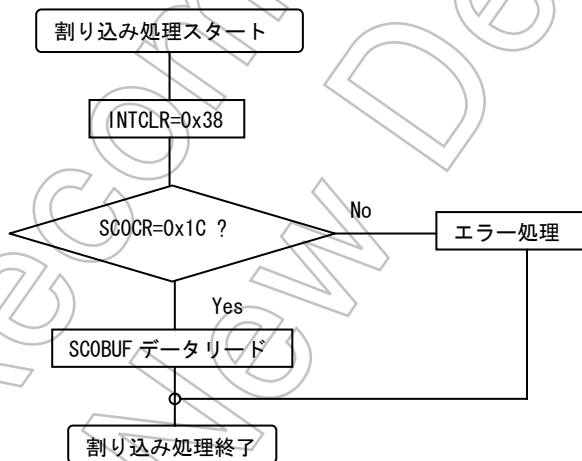 割り込み処理スタート
INTCLR=0x38
SC0CR=0x1C ?
No
エラー処理
Yes
SC0BUF データリード
割り込み処理終了